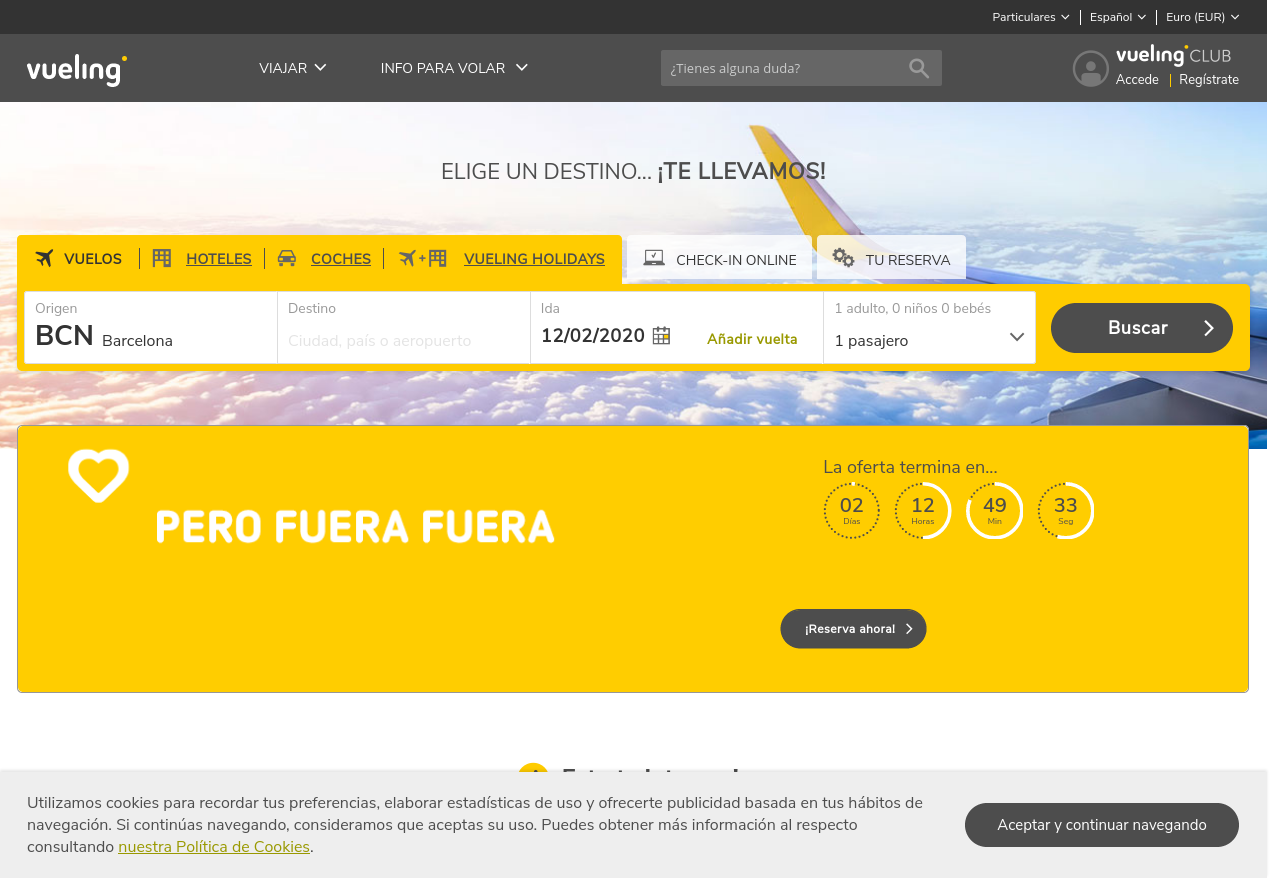 Particulares
Español
Euro (EUR)
vueling
VIAJAR
INFO PARA VOLAR
¿Tienes alguna duda?
vueling CLUB
Accede
Regístrate
ELIGE UN DESTINO... ¡TE LLEVAMOS!
VUELOS
HOTELES
COCHES
VUELING HOLIDAYS
CHECK-IN ONLINE
TU RESERVA
Origen
BCN Barcelona
Destino
Ciudad, país o aeropuerto
Ida
12/02/2020
Añadir vuelta
1 adulto, 0 niños 0 bebés
1 pasajero
Buscar
PERO FUERA FUERA
La oferta termina en...
02 Días
12 Horas
49 Min
33 Seg
¡Reserva ahora!
Utilizamos cookies para recordar tus preferencias, elaborar estadísticas de uso y ofrecerte publicidad basada en tus hábitos de
navegación. Si continúas navegando, consideramos que aceptas su uso. Puedes obtener más información al respecto
consultando nuestra Política de Cookies.
Aceptar y continuar navegando